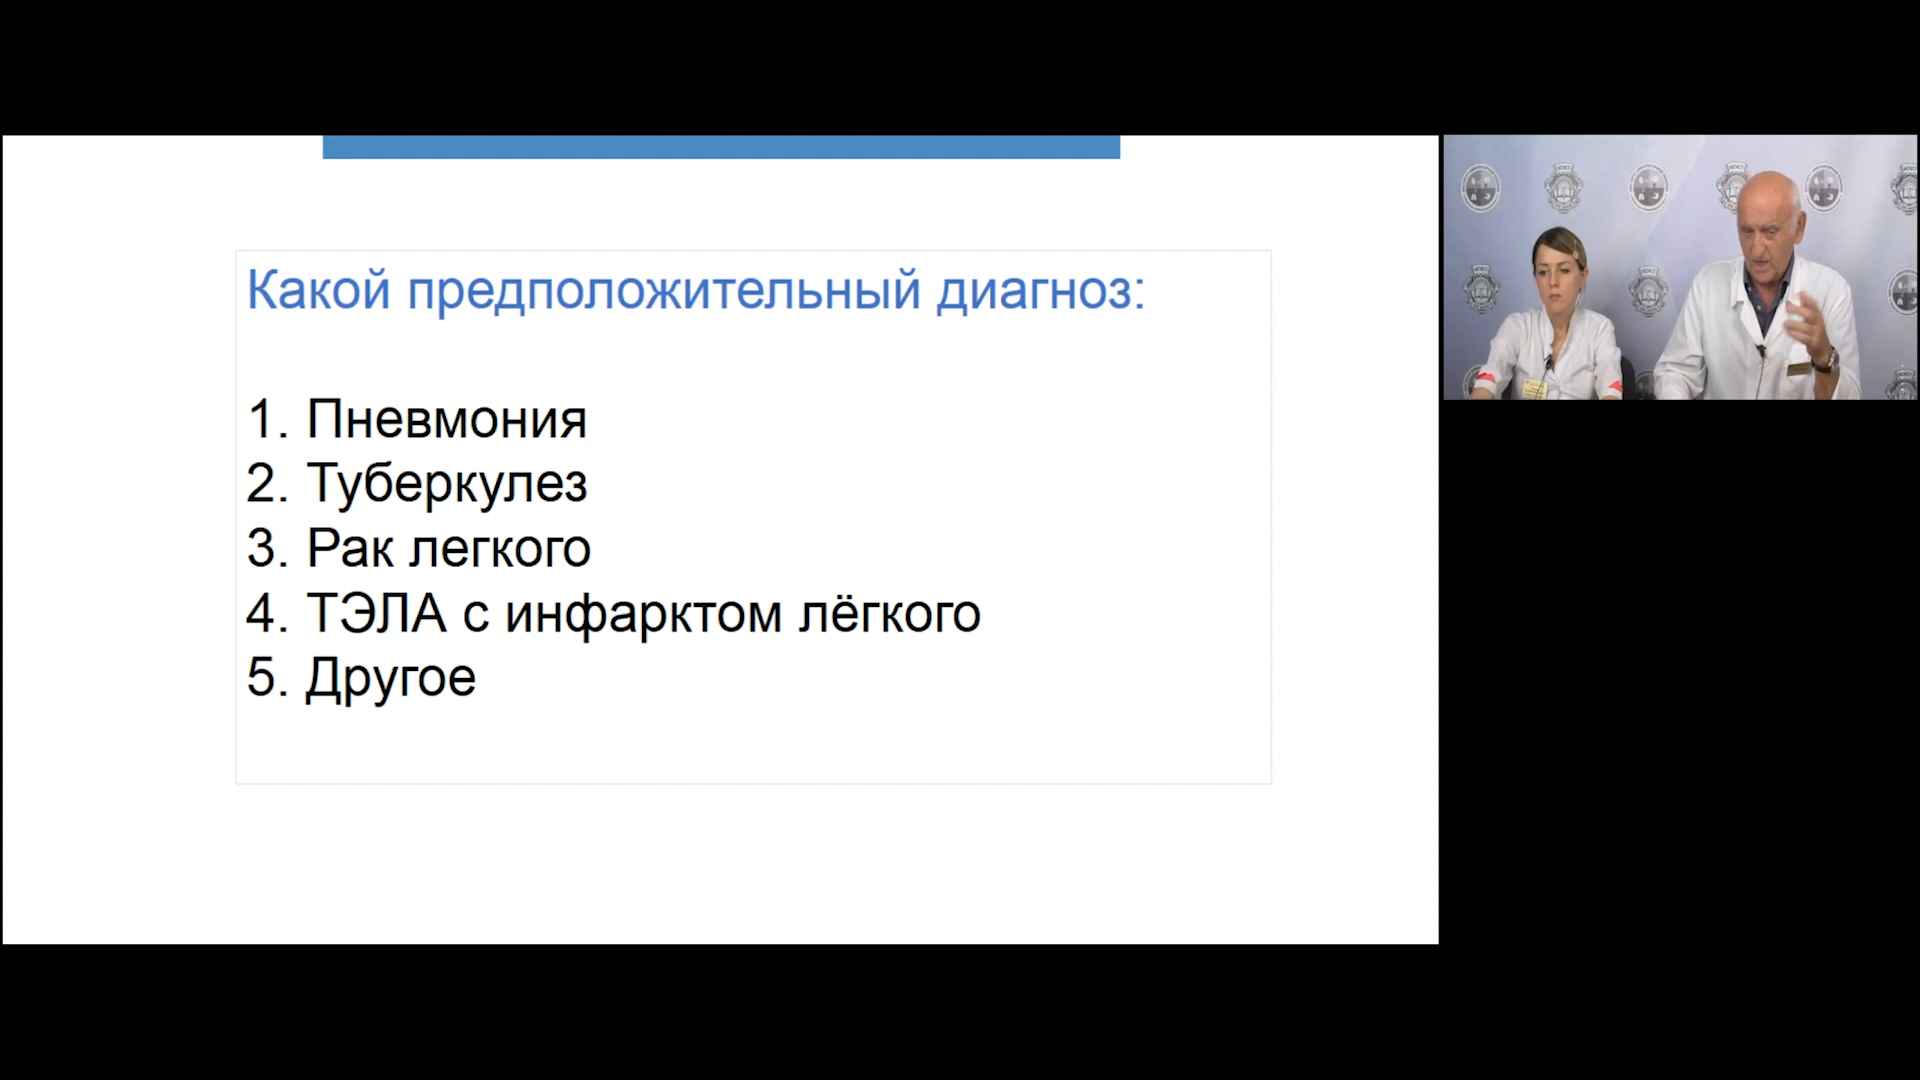 Какой предположительный диагноз:
1. Пневмония
2. Туберкулез
3. Рак легкого
4. ТЭЛА с инфарктом лёгкого
5. Другое